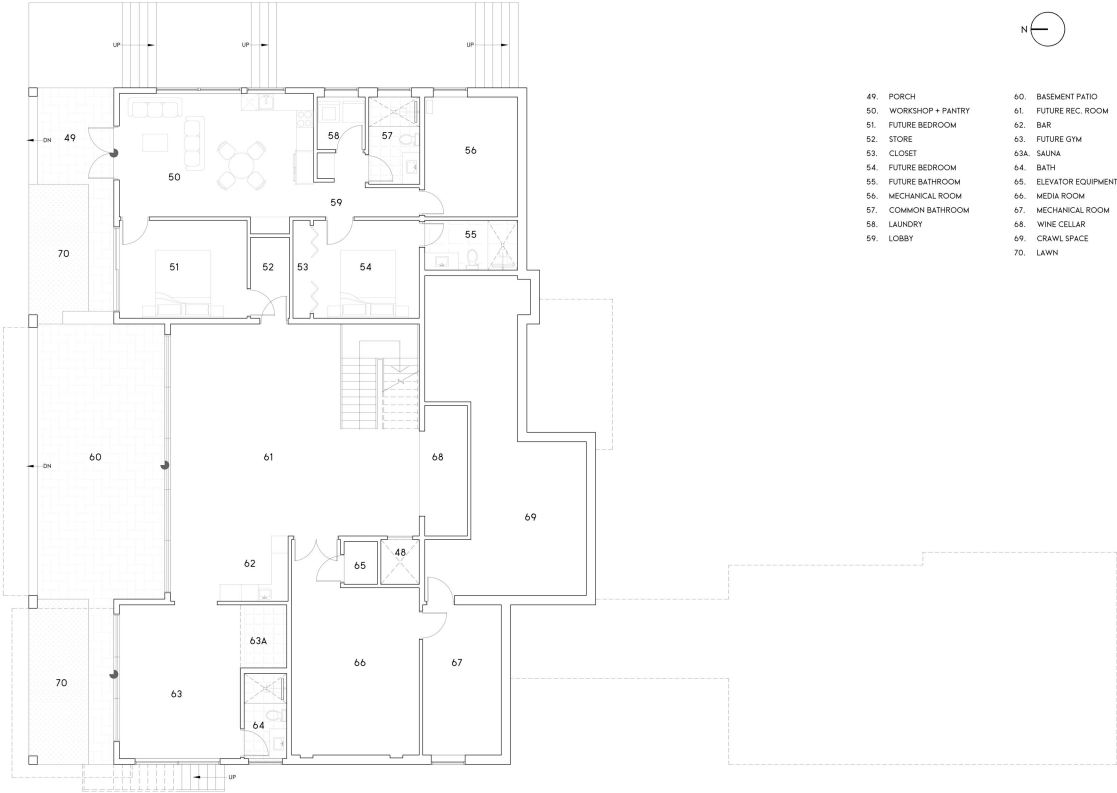 UP
UP
UP
N
49. PORCH
50. WORKSHOP + PANTRY
51. FUTURE BEDROOM
52. STORE
53. CLOSET
54. FUTURE BEDROOM
55. FUTURE BATHROOM
56. MECHANICAL ROOM
57. COMMON BATHROOM
58. LAUNDRY
59. LOBBY
60. BASEMENT PATIO
61. FUTURE REC. ROOM
62. BAR
63. FUTURE GYM
63A. SAUNA
64. BATH
65. ELEVATOR EQUIPMENT
66. MEDIA ROOM
67. MECHANICAL ROOM
68. WINE CELLAR
69. CRAWL SPACE
70. LAWN
DN
49
58
57
56
50
59
55
70
51
52
53
54
60
DN
61
68
69
48
62
65
63A
66
67
70
63
64
UP